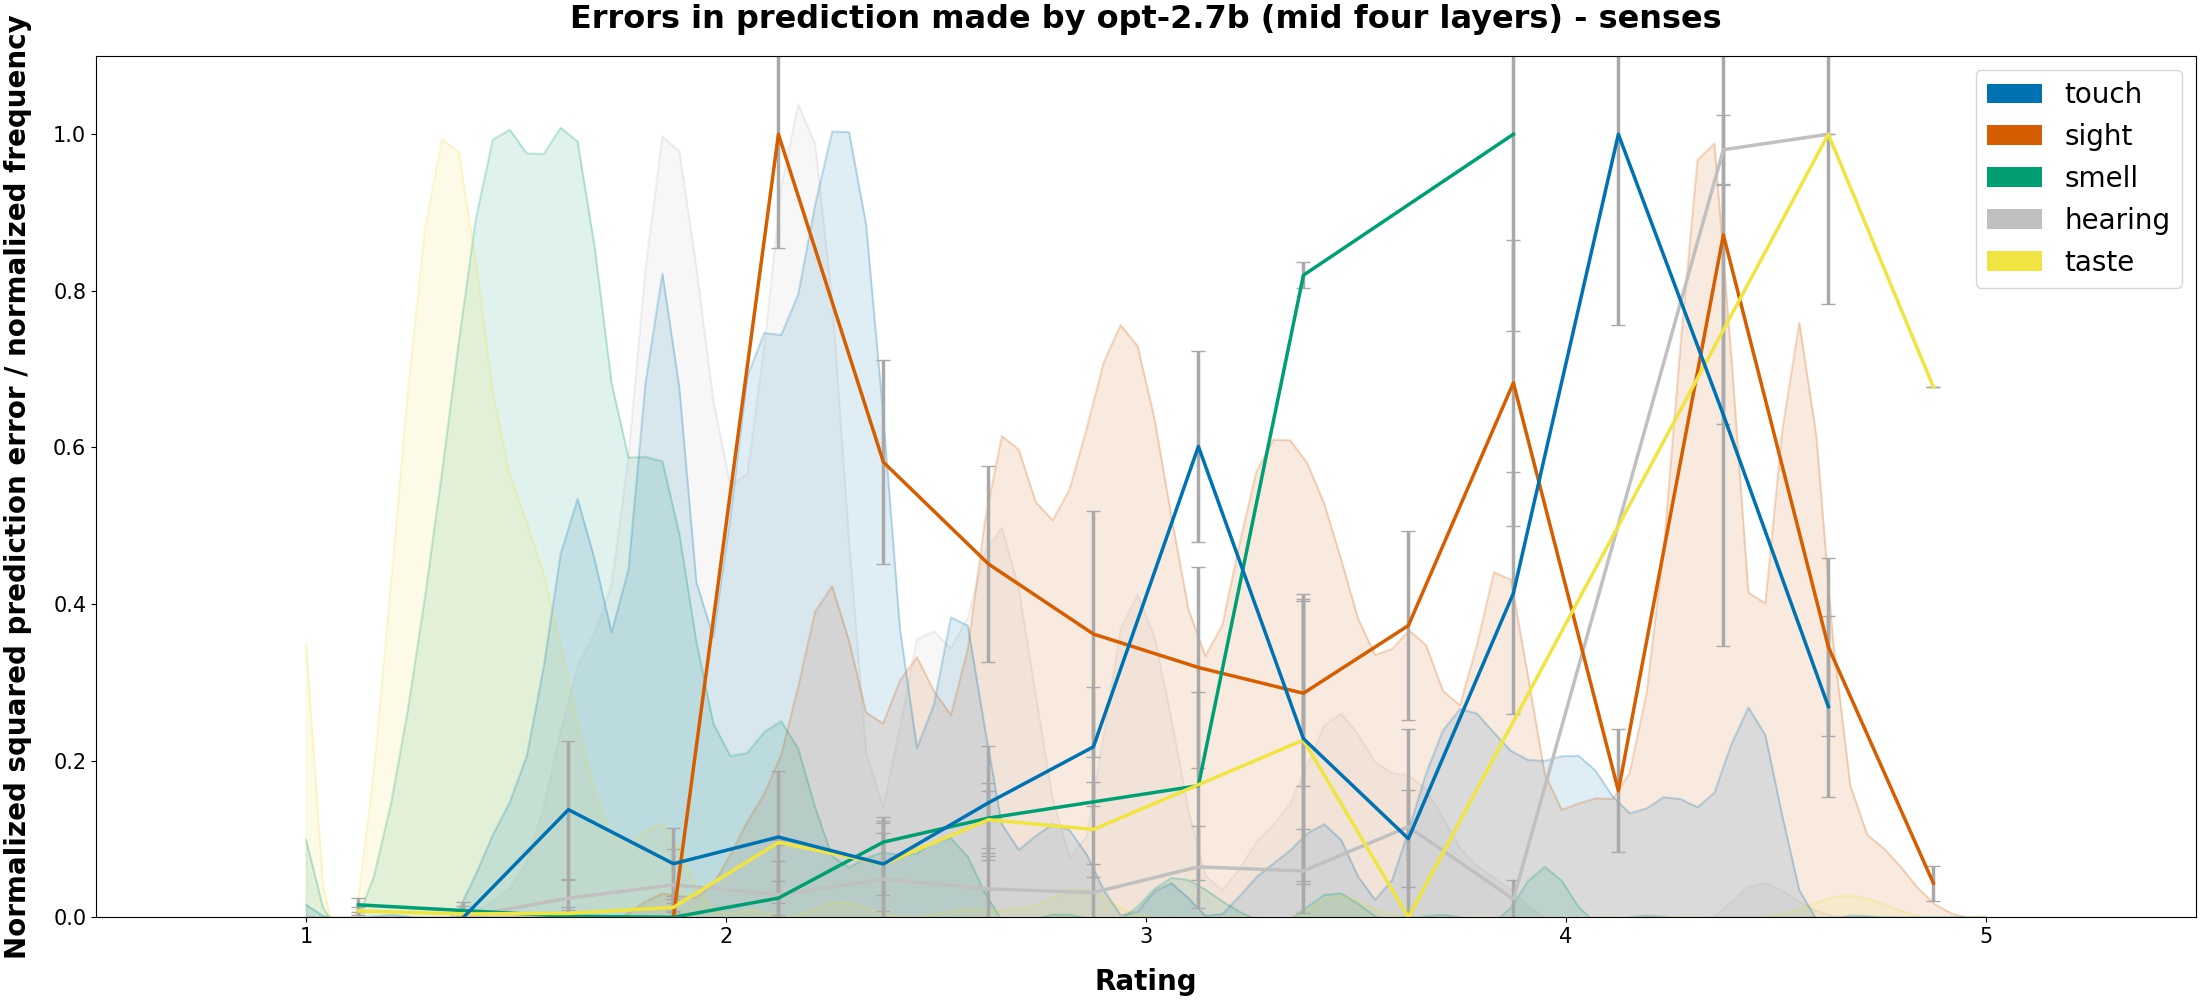 Errors in prediction made by opt-2.7b (mid four layers) - senses
Normalized squared prediction error / normalized frequency
1.0
0.8
0.6
0.4
0.2
0.0
touch
sight
smell
hearing
taste
1 2 3 4 5
Rating